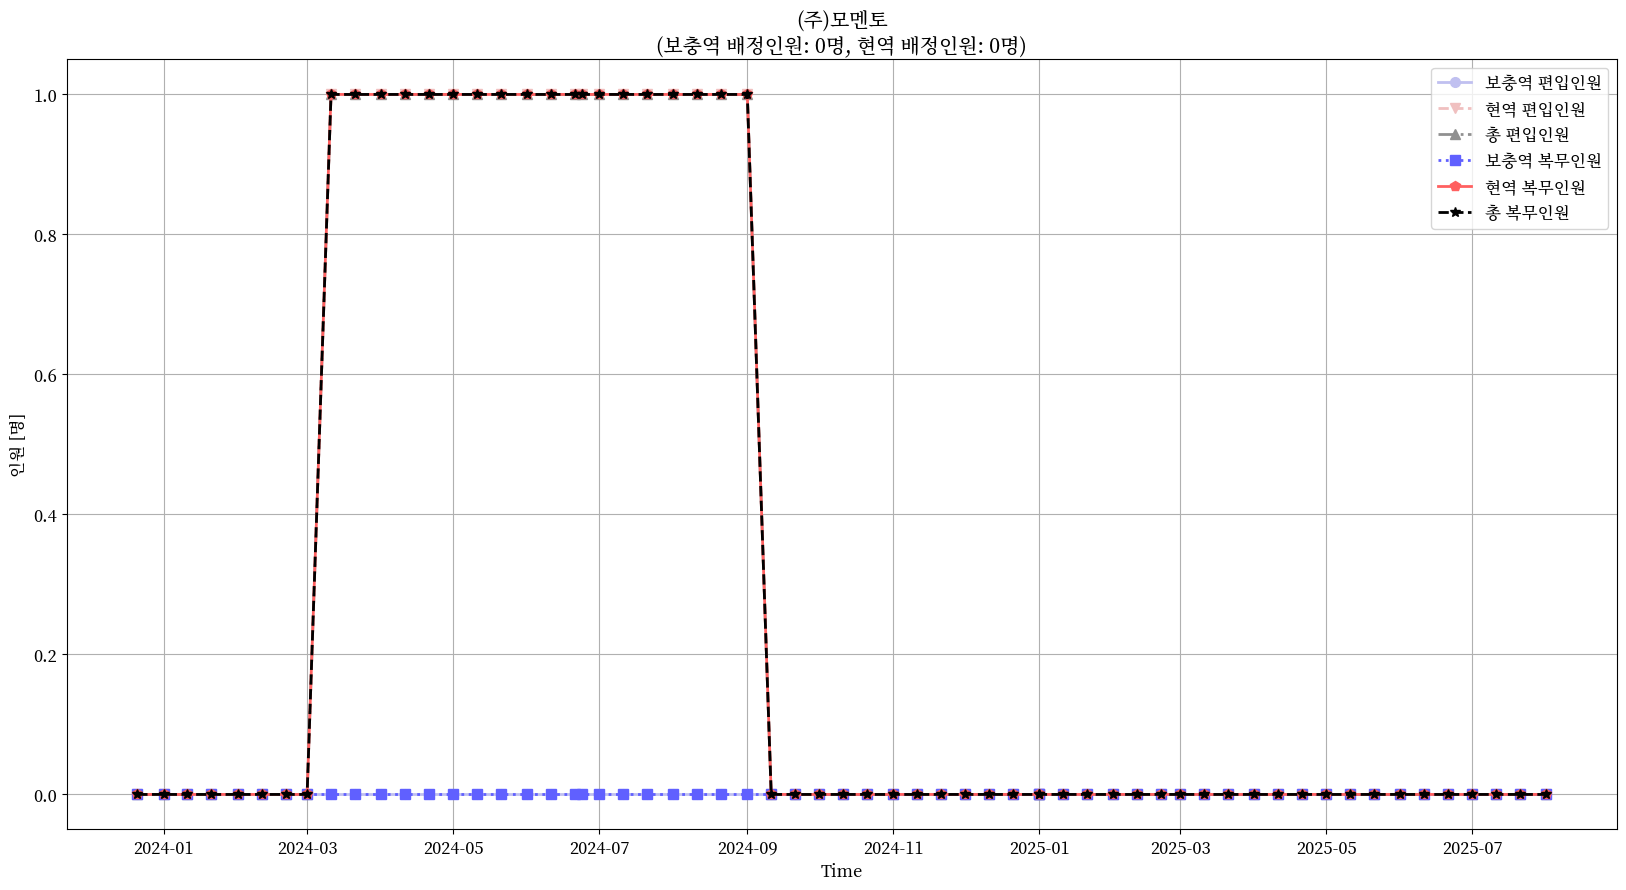 (주)모멘토
(보충역 배정인원: 0명, 현역 배정인원: 0명)
보충역 편입인원
현역 편입인원
총 편입인원
보충역 복무인원
현역 복무인원
총 복무인원
인원 [명]
1.0
0.8
0.6
0.4
0.2
0.0
2024-01
2024-03
2024-05
2024-07
2024-09
2024-11
2025-01
2025-03
2025-05
2025-07
Time